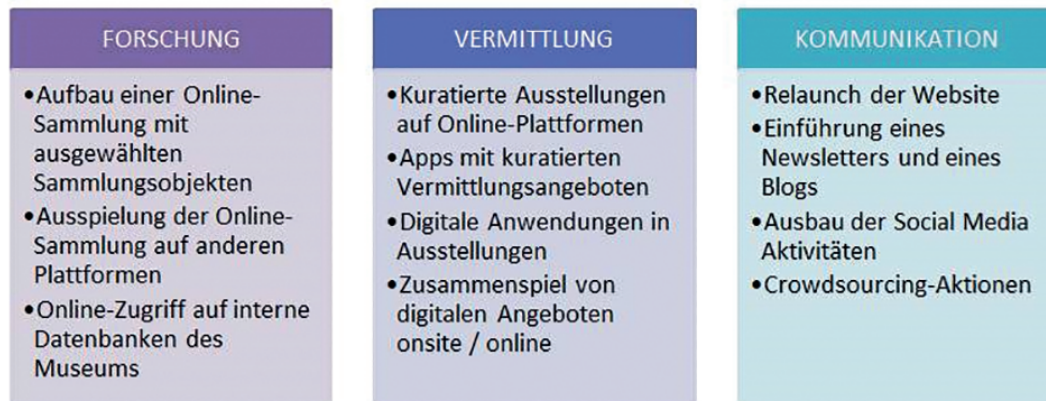 FORSCHUNG
•Aufbau einer Online-
Sammlung mit
ausgewählten
Sammlungsobjekten
•Ausspielung der Online-
Sammlung auf anderen
Plattformen
•Online-Zugriff auf interne
Datenbanken des
Museums
VERMITTLUNG
•Kuratierte Ausstellungen
auf Online-Plattformen
•Apps mit kuratierten
Vermittlungsangeboten
•Digitale Anwendungen in
Ausstellungen
•Zusammenspiel von
digitalen Angeboten
onsite / online
KOMMUNIKATION
•Relaunch der Website
•Einführung eines
Newsletters und eines
Blogs
•Ausbau der Social Media
Aktivitäten
•Crowdsourcing-Aktionen